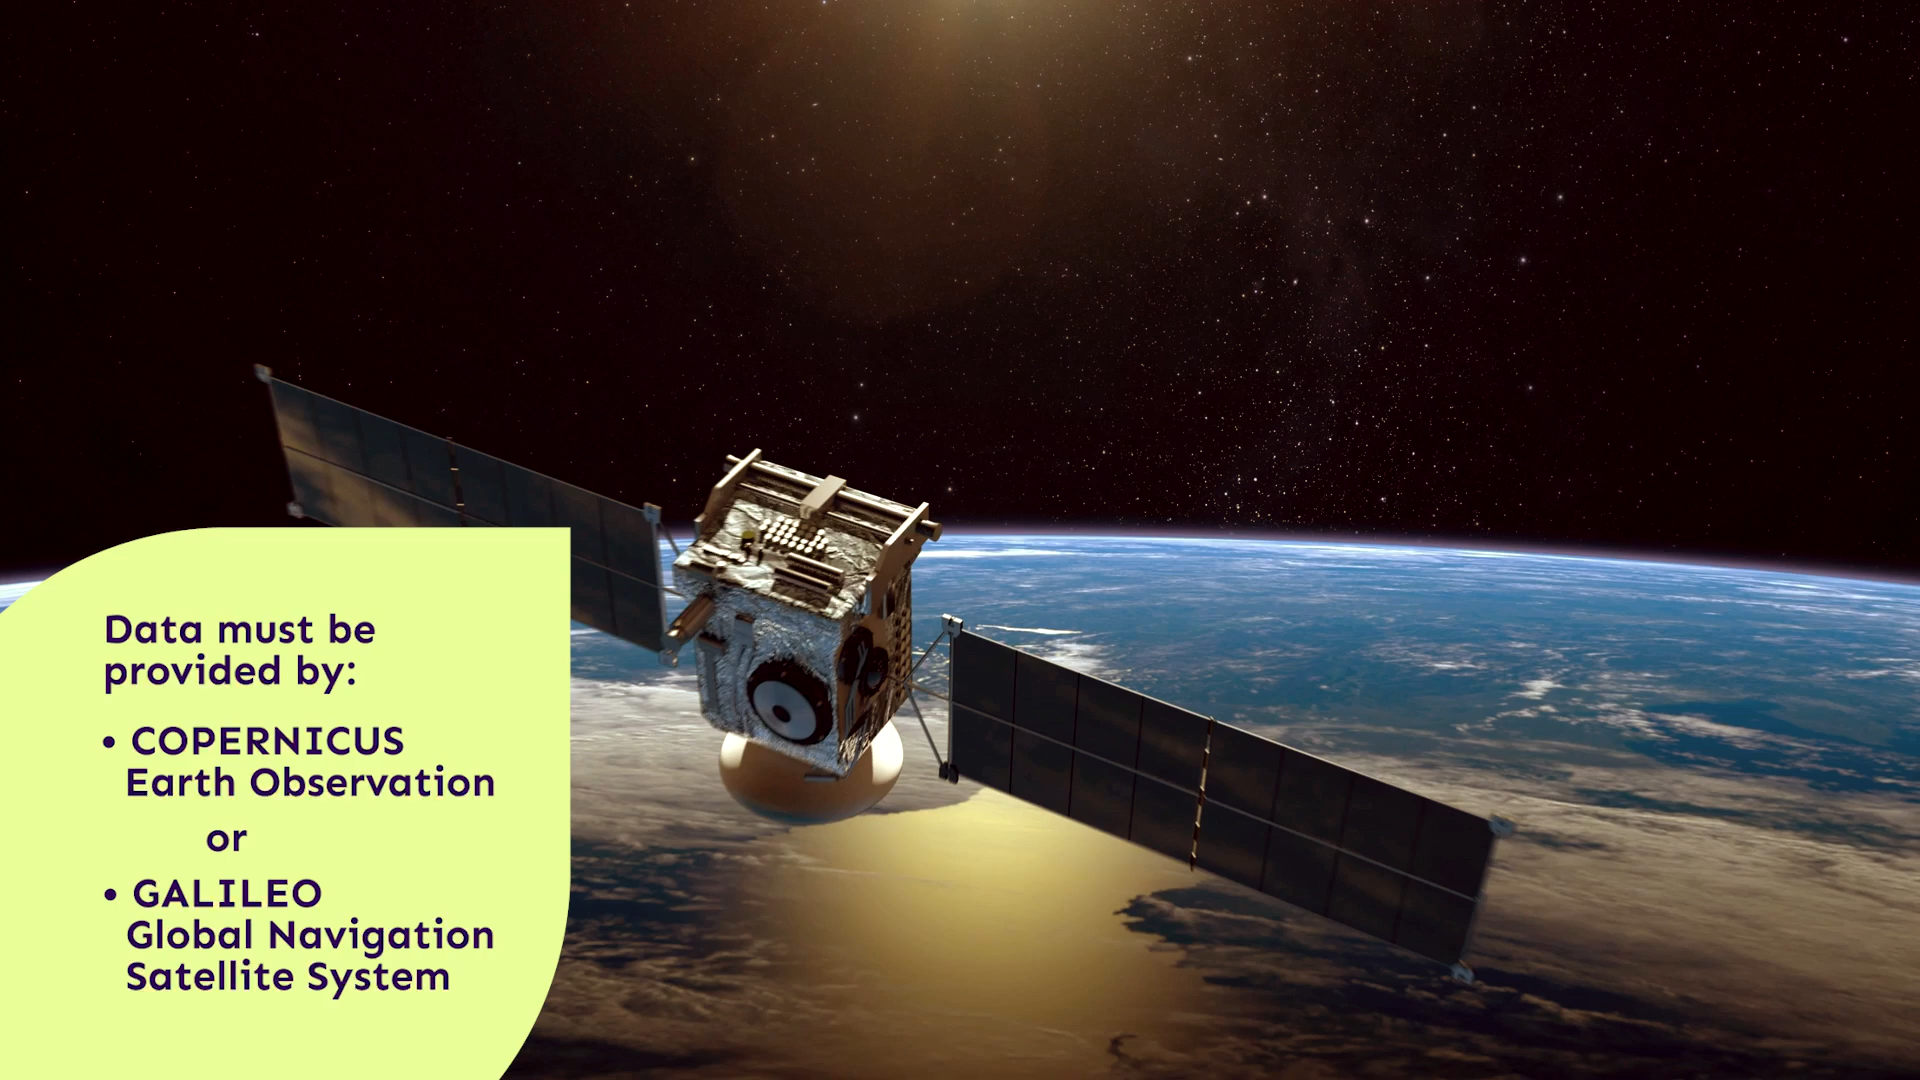 Data must be
provided by:
• COPERNICUS
Earth Observation
or
• GALILEO
Global Navigation
Satellite System